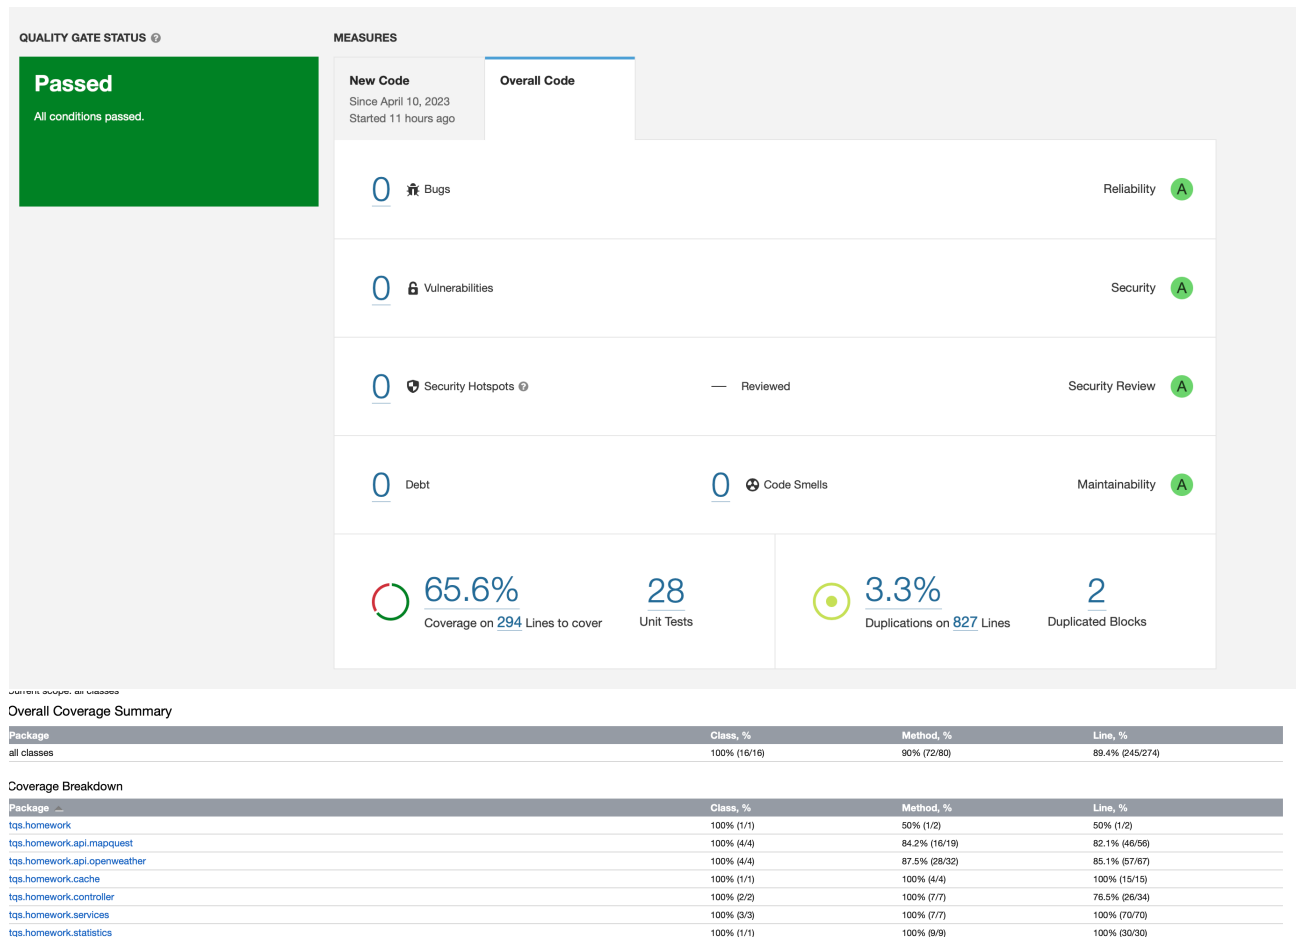 QUALITY GATE STATUS
MEASURES
Passed
All conditions passed.
New Code
Since April 10, 2023
Started 11 hours ago
Overall Code
0 Bugs Reliability A
0 Vulnerabilities Security A
0 Security Hotspots — Reviewed Security Review A
0 Debt 0 Code Smells Maintainability A
65.6% 28 3.3% 2
Coverage on 294 Lines to cover Unit Tests Duplications on 827 Lines Duplicated Blocks
Current scope: all classes
Overall Coverage Summary
Package Class, % Method, % Line, %
all classes 100% (16/16) 90% (72/80) 89.4% (245/274)
Coverage Breakdown
Package Class, % Method, % Line, %
tqs.homework 100% (1/1) 50% (1/2) 50% (1/2)
tqs.homework.api.mapquest 100% (4/4) 84.2% (16/19) 82.1% (46/56)
tqs.homework.api.openweather 100% (4/4) 87.5% (28/32) 85.1% (57/67)
tqs.homework.cache 100% (1/1) 100% (4/4) 100% (15/15)
tqs.homework.controller 100% (2/2) 100% (7/7) 76.5% (26/34)
tqs.homework.services 100% (3/3) 100% (7/7) 100% (70/70)
tqs.homework.statistics 100% (1/1) 100% (9/9) 100% (30/30)